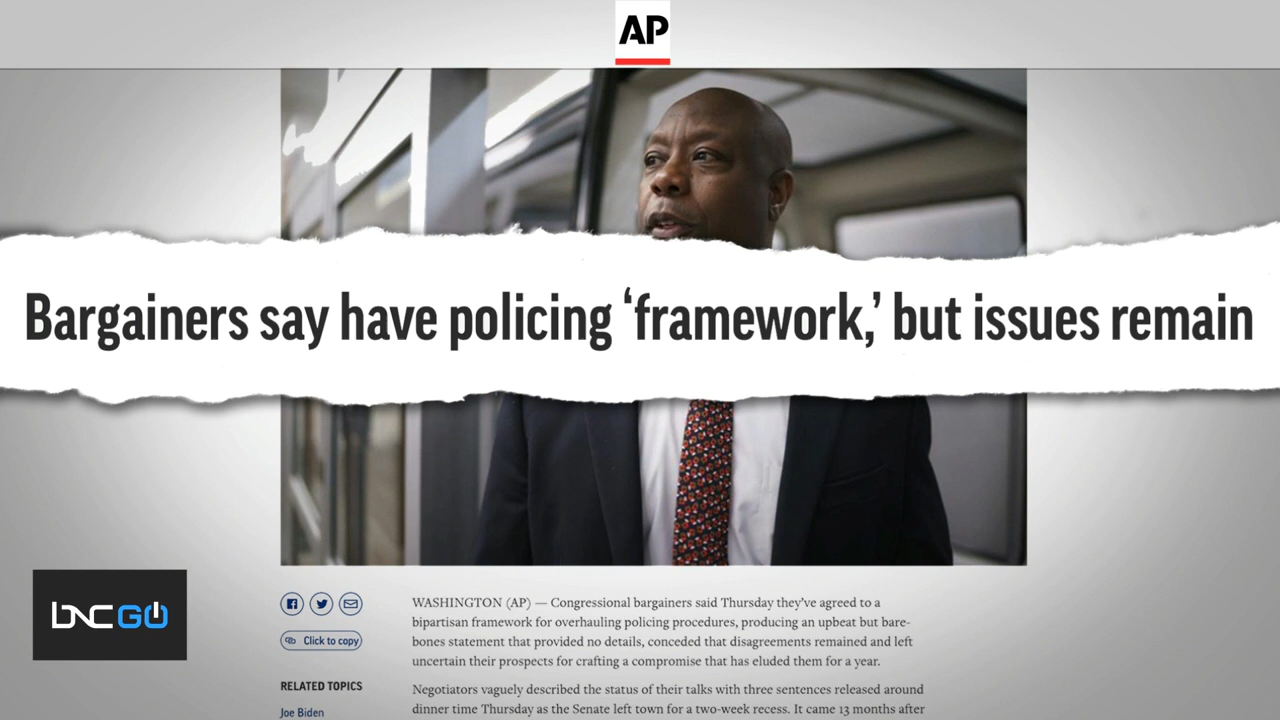 AP
Bargainers say have policing ‘framework,’ but issues remain
BNC GO
Click to copy
WASHINGTON (AP) — Congressional bargainers said Thursday they’ve agreed to a
bipartisan framework for overhauling policing procedures, producing an upbeat but bare-
bones statement that provided no details, conceded that disagreements remained and left
uncertain their prospects for crafting a compromise that has eluded them for a year.
RELATED TOPICS
Joe Biden
Negotiators vaguely described the status of their talks with three sentences released around
dinner time Thursday as the Senate left town for a two-week recess. It came 13 months after